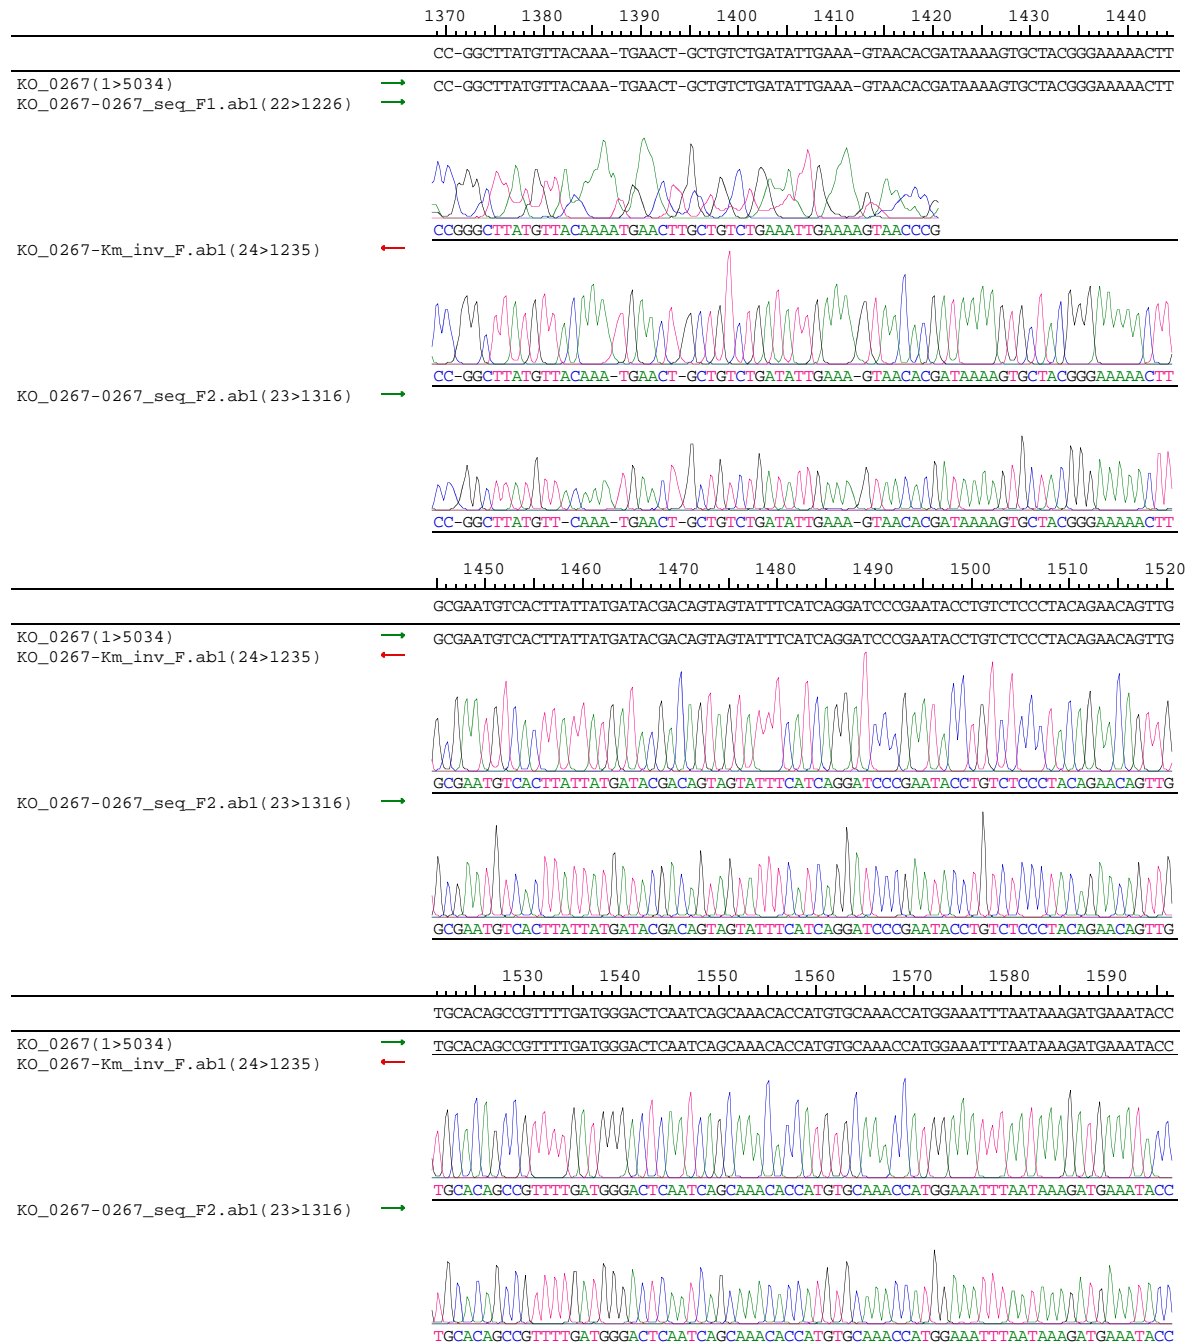 1370 1380 1390 1400 1410 1420 1430 1440
CC-GGCTTATGTTACAAA-TGAACT-GCTGTCTGATATTGAAA-GTAACACGATAAAAGTGCTACGGGAAAAACTT
KO_0267(1>5034) → CC-GGCTTATGTTACAAA-TGAACT-GCTGTCTGATATTGAAA-GTAACACGATAAAAGTGCTACGGGAAAAACTT
KO_0267-0267_seq_F1.ab1(22>1226) →
CCGGGCTTATGTTACAAAATGAACTTGCTGTCTGAAATTGAAAAGTAACCCG
KO_0267-Km_inv_F.ab1(24>1235) ←
CC-GGCTTATGTTACAAA-TGAACT-GCTGTCTGATATTGAAA-GTAACACGATAAAAGTGCTACGGGAAAAACTT
KO_0267-0267_seq_F2.ab1(23>1316) →
CC-GGCTTATGTT-CAAA-TGAACT-GCTGTCTGATATTGAAA-GTAACACGATAAAAGTGCTACGGGAAAAACTT
1450 1460 1470 1480 1490 1500 1510 1520
GCGAATGTCACTTATTATGATACGACAGTAGTATTTCATCAGGATCCCGAATACCTGTCTCCCTACAGAACAGTTG
KO_0267(1>5034) → GCGAATGTCACTTATTATGATACGACAGTAGTATTTCATCAGGATCCCGAATACCTGTCTCCCTACAGAACAGTTG
KO_0267-Km_inv_F.ab1(24>1235) ←
GCGAATGTCACTTATTATGATACGACAGTAGTATTTCATCAGGATCCCGAATACCTGTCTCCCTACAGAACAGTTG
KO_0267-0267_seq_F2.ab1(23>1316) →
GCGAATGTCACTTATTATGATACGACAGTAGTATTTCATCAGGATCCCGAATACCTGTCTCCCTACAGAACAGTTG
1530 1540 1550 1560 1570 1580 1590
TGCACAGCCGTTTTGATGGGACTCAATCAGCAAACACCATGTGCAAACCATGGAAATTTAATAAAGATGAAATACC
KO_0267(1>5034) → TGCACAGCCGTTTTGATGGGACTCAATCAGCAAACACCATGTGCAAACCATGGAAATTTAATAAAGATGAAATACC
KO_0267-Km_inv_F.ab1(24>1235) ←
TGCACAGCCGTTTTGATGGGACTCAATCAGCAAACACCATGTGCAAACCATGGAAATTTAATAAAGATGAAATACC
KO_0267-0267_seq_F2.ab1(23>1316) →
TGCACAGCCGTTTTGATGGGACTCAATCAGCAAACACCATGTGCAAACCATGGAAATTTAATAAAGATGAAATACC